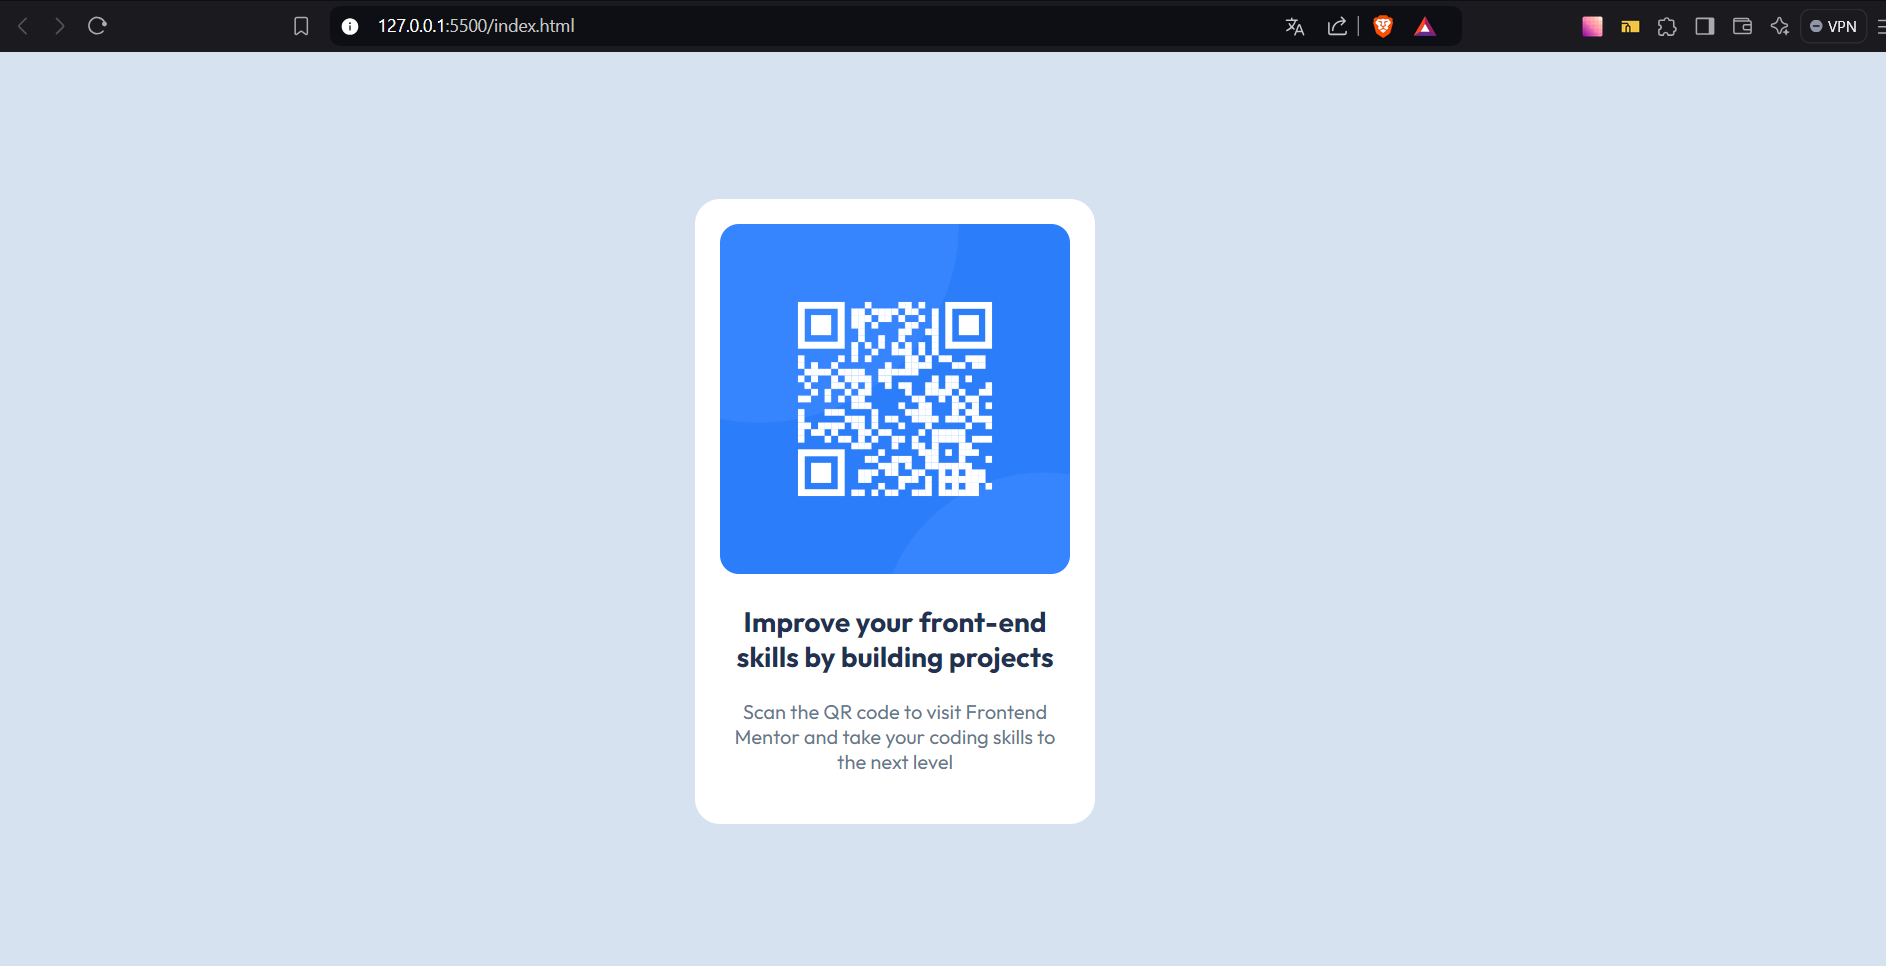 127.0.0.1:5500/index.html
VPN
Improve your front-end
skills by building projects
Scan the QR code to visit Frontend
Mentor and take your coding skills to
the next level